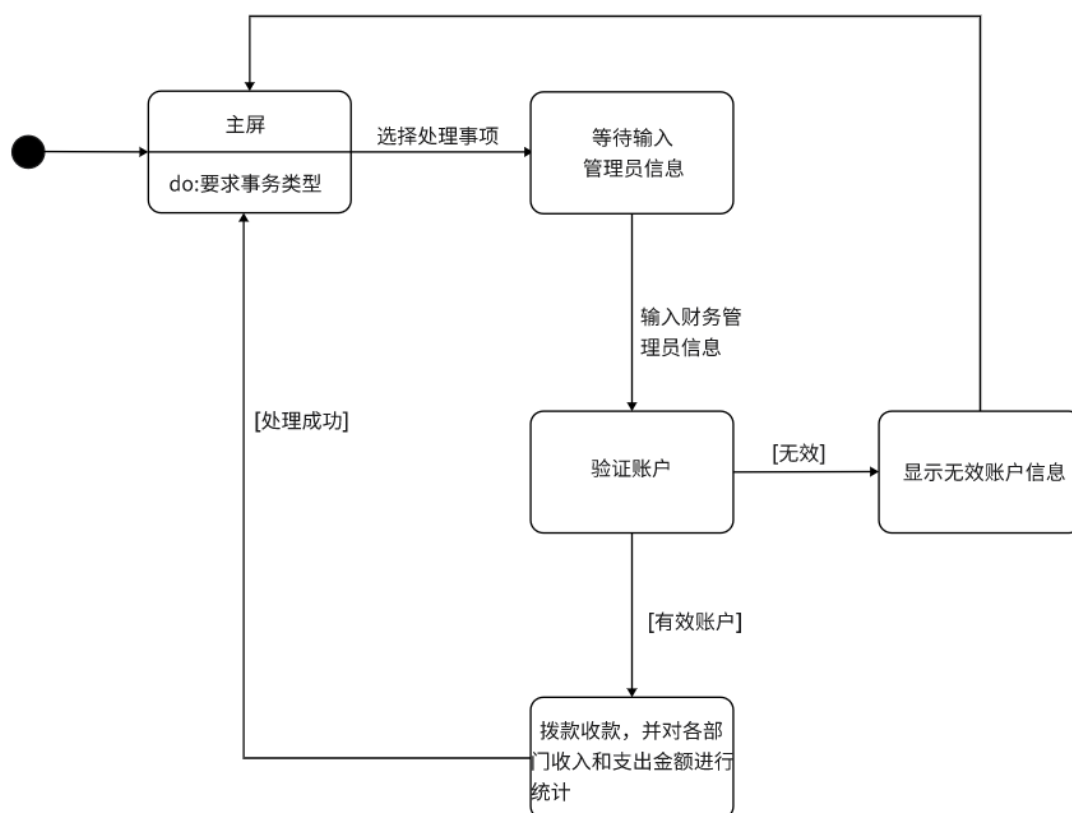 主屏
do:要求事务类型
选择处理事项
等待输入
管理员信息
输入财务管
理员信息
[处理成功]
验证账户
[无效]
显示无效账户信息
[有效账户]
拨款收款，并对各部
门收入和支出金额进行
统计